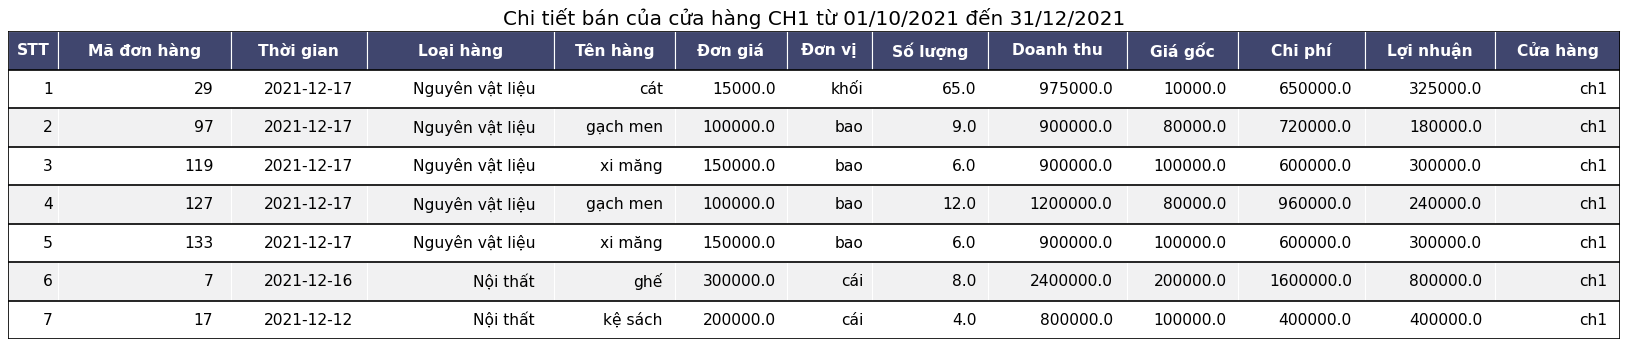 Chi tiết bán của cửa hàng CH1 từ 01/10/2021 đến 31/12/2021
STT Mã đơn hàng Thời gian Loại hàng Tên hàng Đơn giá Đơn vị Số lượng Doanh thu Giá gốc Chi phí Lợi nhuận Cửa hàng
1 29 2021-12-17 Nguyên vật liệu cát 15000.0 khối 65.0 975000.0 10000.0 650000.0 325000.0 ch1
2 97 2021-12-17 Nguyên vật liệu gạch men 100000.0 bao 9.0 900000.0 80000.0 720000.0 180000.0 ch1
3 119 2021-12-17 Nguyên vật liệu xi măng 150000.0 bao 6.0 900000.0 100000.0 600000.0 300000.0 ch1
4 127 2021-12-17 Nguyên vật liệu gạch men 100000.0 bao 12.0 1200000.0 80000.0 960000.0 240000.0 ch1
5 133 2021-12-17 Nguyên vật liệu xi măng 150000.0 bao 6.0 900000.0 100000.0 600000.0 300000.0 ch1
6 7 2021-12-16 Nội thất ghế 300000.0 cái 8.0 2400000.0 200000.0 1600000.0 800000.0 ch1
7 17 2021-12-12 Nội thất kệ sách 200000.0 cái 4.0 800000.0 100000.0 400000.0 400000.0 ch1